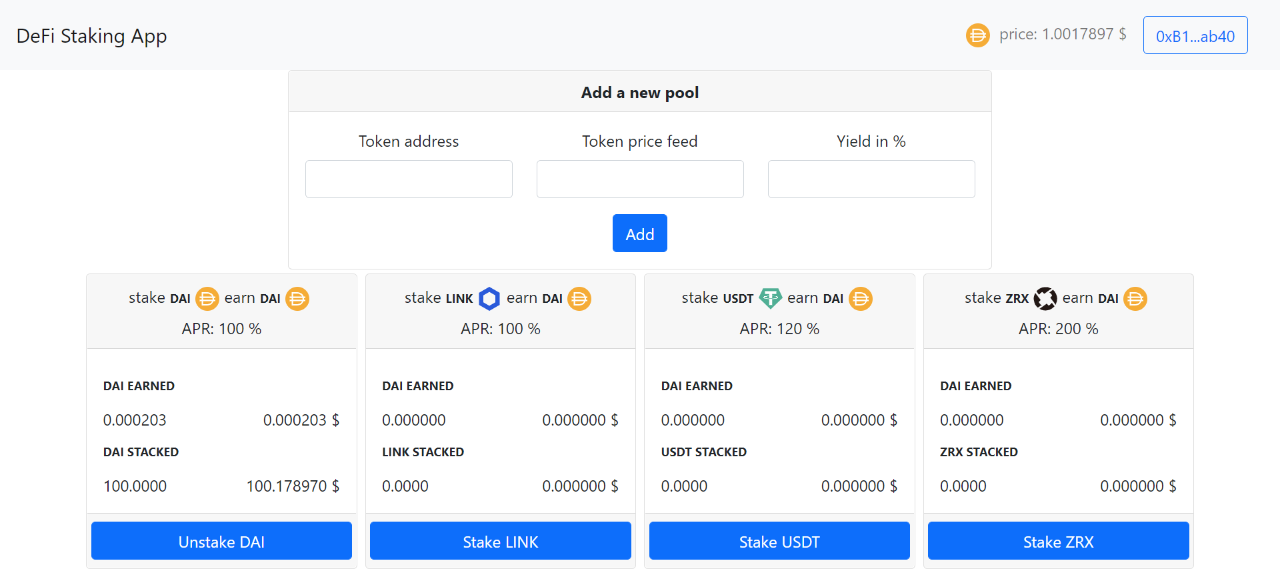 DeFi Staking App
price: 1.0017897 $
0xB1...ab40
Add a new pool
Token address Token price feed Yield in %
Add
stake DAI earn DAI
APR: 100 %
DAI EARNED
0.000203 0.000203 $
DAI STACKED
100.0000 100.178970 $
Unstake DAI
stake LINK earn DAI
APR: 100 %
DAI EARNED
0.000000 0.000000 $
LINK STACKED
0.0000 0.000000 $
Stake LINK
stake USDT earn DAI
APR: 120 %
DAI EARNED
0.000000 0.000000 $
USDT STACKED
0.0000 0.000000 $
Stake USDT
stake ZRX earn DAI
APR: 200 %
DAI EARNED
0.000000 0.000000 $
ZRX STACKED
0.0000 0.000000 $
Stake ZRX